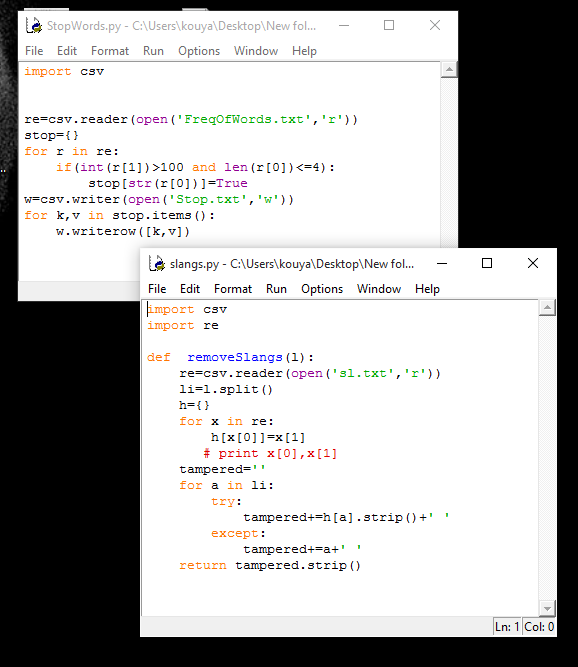 StopWords.py - C:\Users\kouya\Desktop\New fol...
File Edit Format Run Options Window Help
import csv
re=csv.reader(open('FreqOfWords.txt','r'))
stop={}
for r in re:
    if(int(r[1])>100 and len(r[0])<=4):
        stop[str(r[0])]=True
w=csv.writer(open('Stop.txt','w'))
for k,v in stop.items():
    w.writerow([k,v])
slangs.py - C:\Users\kouya\Desktop\New fol...
File Edit Format Run Options Window Help
import csv
import re
def  removeSlangs(l):
    re=csv.reader(open('sl.txt','r'))
    li=l.split()
    h={}
    for x in re:
        h[x[0]]=x[1]
       # print x[0],x[1]
    tampered=''
    for a in li:
        try:
            tampered+=h[a].strip()+' '
        except:
            tampered+=a+' '
    return tampered.strip()
Ln: 1 Col: 0